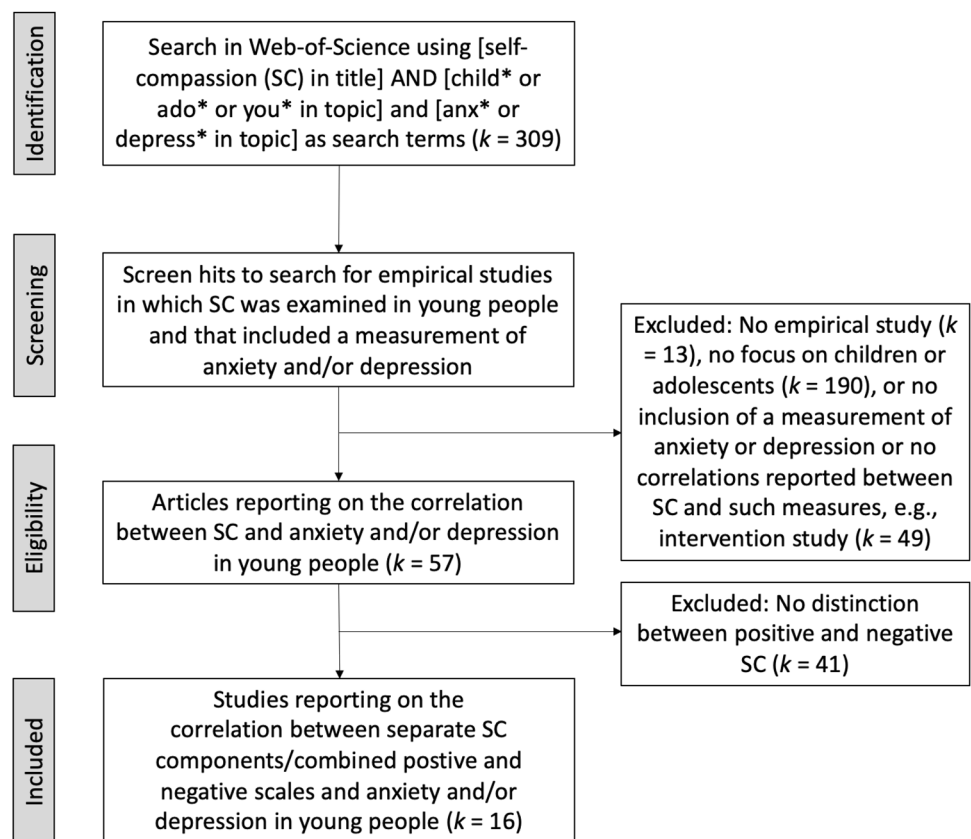 Identification
Search in Web-of-Science using [self-
compassion (SC) in title] AND [child* or
ado* or you* in topic] and [anx* or
depress* in topic] as search terms (k = 309)
Screening
Screen hits to search for empirical studies
in which SC was examined in young people
and that included a measurement of
anxiety and/or depression
Excluded: No empirical study (k
= 13), no focus on children or
adolescents (k = 190), or no
inclusion of a measurement of
anxiety or depression or no
correlations reported between
SC and such measures, e.g.,
intervention study (k = 49)
Eligibility
Articles reporting on the correlation
between SC and anxiety and/or depression
in young people (k = 57)
Excluded: No distinction
between positive and negative
SC (k = 41)
Included
Studies reporting on the
correlation between separate SC
components/combined postive and
negative scales and anxiety and/or
depression in young people (k = 16)